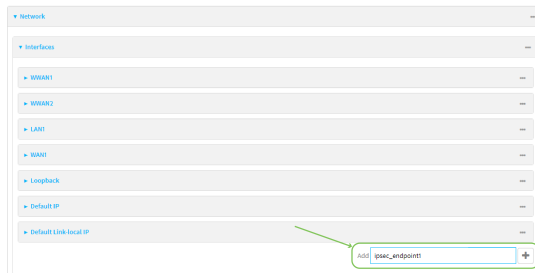 Network
Interfaces
WWAN1
WWAN2
LAN1
WAN1
Loopback
Default IP
Default Link-local IP
Add ipsec_endpoint1